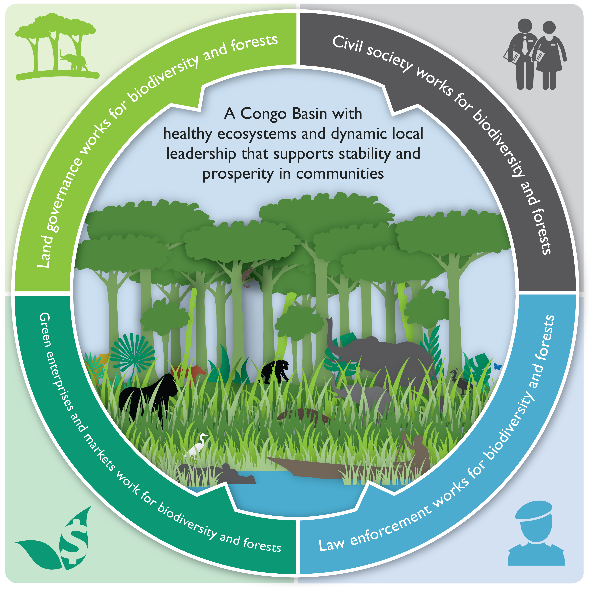 Land governance works for biodiversity and forests
Civil society works for biodiversity and forests
A Congo Basin with
healthy ecosystems and dynamic local
leadership that supports stability and
prosperity in communities
Green enterprises and markets work for biodiversity and forests
Law enforcement works for biodiversity and forests
$